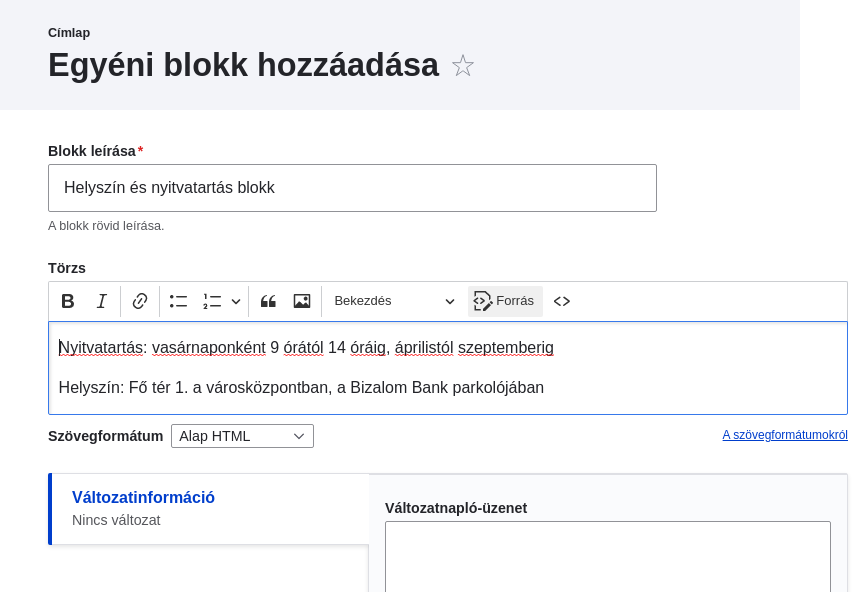 Címlap
Egyéni blokk hozzáadása
Blokk leírása*
Helyszín és nyitvatartás blokk
A blokk rövid leírása.
Törzs
B I Bekezdés Forrás
Nyitvatartás: vasárnaponként 9 órától 14 óráig, áprilistól szeptemberig
Helyszín: Fő tér 1. a városközpontban, a Bizalom Bank parkolójában
Szövegformátum Alap HTML A szövegformátumokról
Változatinformáció
Nincs változat
Változatnapló-üzenet